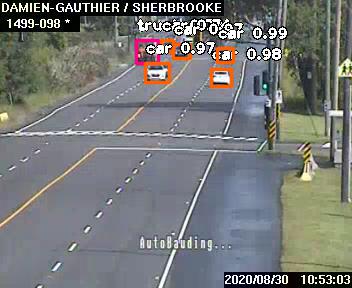 DAMIEN-GAUTHIER / SHERBROOKE
1499-098 *
car 0.99
car 0.97
car 0.98
AutoBauding...
2020/08/30 10:53:03